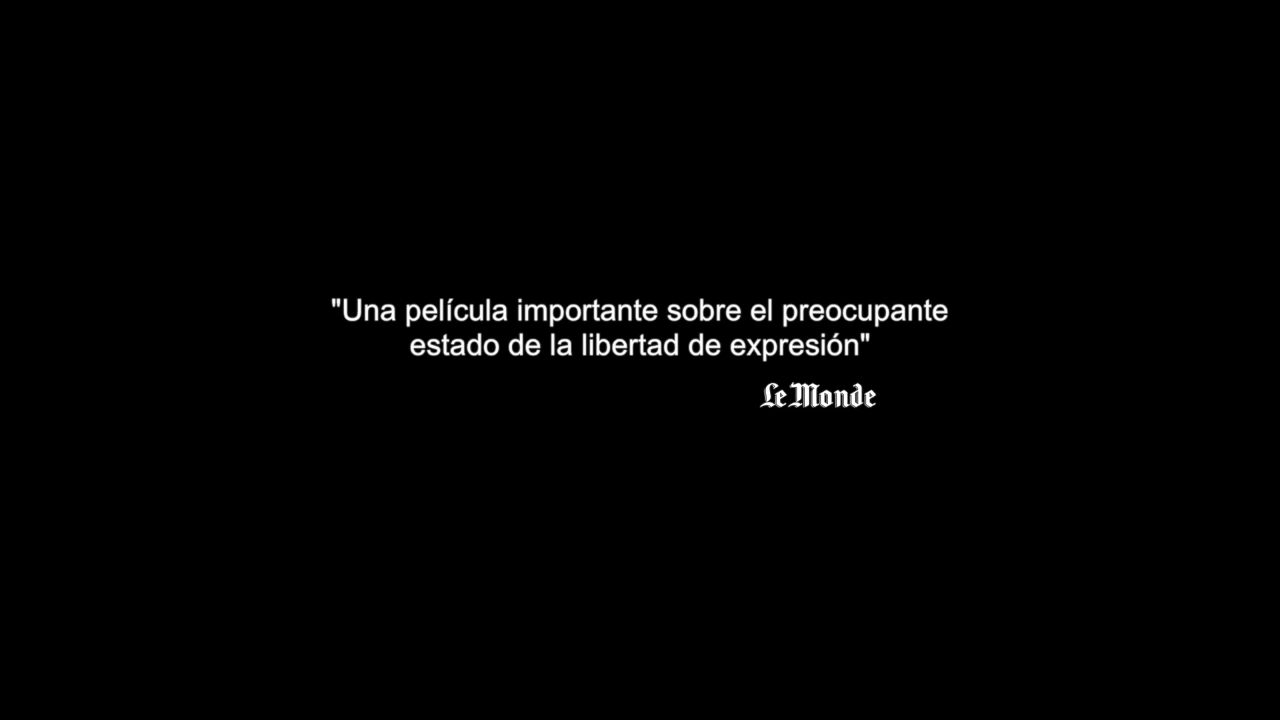 "Una película importante sobre el preocupante
estado de la libertad de expresión"
Le Monde